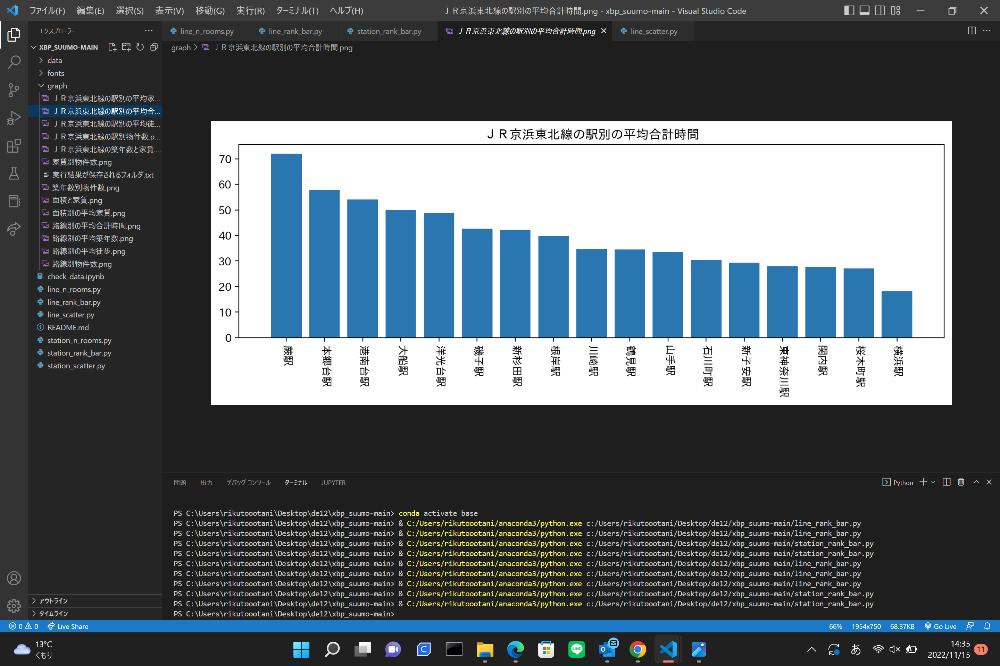 ファイル(F) 編集(E) 選択(S) 表示(V) 移動(G) 実行(R) ターミナル(T) ヘルプ(H)
ＪＲ京浜東北線の駅別の平均合計時間.png - xbp_suumo-main - Visual Studio Code
エクスプローラー
line_n_rooms.py line_rank_bar.py station_rank_bar.py ＪＲ京浜東北線の駅別の平均合計時間.png line_scatter.py
graph > ＪＲ京浜東北線の駅別の平均合計時間.png
XBP_SUUMO-MAIN
data
fonts
graph
ＪＲ京浜東北線の駅別の平均家...
ＪＲ京浜東北線の駅別の平均合...
ＪＲ京浜東北線の駅別の平均徒...
ＪＲ京浜東北線の駅別物件数.p...
ＪＲ京浜東北線の築年数と家賃....
家賃別物件数.png
実行結果が保存されるフォルダ.txt
築年数別物件数.png
面積と家賃.png
面積別の平均家賃.png
路線別の平均合計時間.png
路線別の平均築年数.png
路線別の平均徒歩.png
路線別物件数.png
check_data.ipynb
line_n_rooms.py
line_rank_bar.py
line_scatter.py
README.md
station_n_rooms.py
station_rank_bar.py
station_scatter.py
アウトライン
タイムライン
ＪＲ京浜東北線の駅別の平均合計時間
70
60
50
40
30
20
10
0
蕨駅
本郷台駅
港南台駅
大船駅
洋光台駅
磯子駅
新杉田駅
根岸駅
川崎駅
鶴見駅
山手駅
石川町駅
新子安駅
東神奈川駅
関内駅
桜木町駅
横浜駅
問題 出力 デバッグ コンソール ターミナル JUPYTER
Python
PS C:\Users\rikutoootani\Desktop\de12\xbp_suumo-main> conda activate base
PS C:\Users\rikutoootani\Desktop\de12\xbp_suumo-main> & C:/Users/rikutoootani/anaconda3/python.exe c:/Users/rikutoootani/Desktop/de12/xbp_suumo-main/line_rank_bar.py
PS C:\Users\rikutoootani\Desktop\de12\xbp_suumo-main> & C:/Users/rikutoootani/anaconda3/python.exe c:/Users/rikutoootani/Desktop/de12/xbp_suumo-main/line_rank_bar.py
PS C:\Users\rikutoootani\Desktop\de12\xbp_suumo-main> & C:/Users/rikutoootani/anaconda3/python.exe c:/Users/rikutoootani/Desktop/de12/xbp_suumo-main/station_rank_bar.py
PS C:\Users\rikutoootani\Desktop\de12\xbp_suumo-main> & C:/Users/rikutoootani/anaconda3/python.exe c:/Users/rikutoootani/Desktop/de12/xbp_suumo-main/station_rank_bar.py
PS C:\Users\rikutoootani\Desktop\de12\xbp_suumo-main> & C:/Users/rikutoootani/anaconda3/python.exe c:/Users/rikutoootani/Desktop/de12/xbp_suumo-main/line_rank_bar.py
PS C:\Users\rikutoootani\Desktop\de12\xbp_suumo-main> & C:/Users/rikutoootani/anaconda3/python.exe c:/Users/rikutoootani/Desktop/de12/xbp_suumo-main/line_rank_bar.py
PS C:\Users\rikutoootani\Desktop\de12\xbp_suumo-main> & C:/Users/rikutoootani/anaconda3/python.exe c:/Users/rikutoootani/Desktop/de12/xbp_suumo-main/line_rank_bar.py
PS C:\Users\rikutoootani\Desktop\de12\xbp_suumo-main> & C:/Users/rikutoootani/anaconda3/python.exe c:/Users/rikutoootani/Desktop/de12/xbp_suumo-main/station_rank_bar.py
PS C:\Users\rikutoootani\Desktop\de12\xbp_suumo-main> & C:/Users/rikutoootani/anaconda3/python.exe c:/Users/rikutoootani/Desktop/de12/xbp_suumo-main/station_rank_bar.py
PS C:\Users\rikutoootani\Desktop\de12\xbp_suumo-main>
0 0 Live Share 66% 1954x750 68.37KB Go Live
13°C
くもり
LINE
あ
14:35
2022/11/15
11